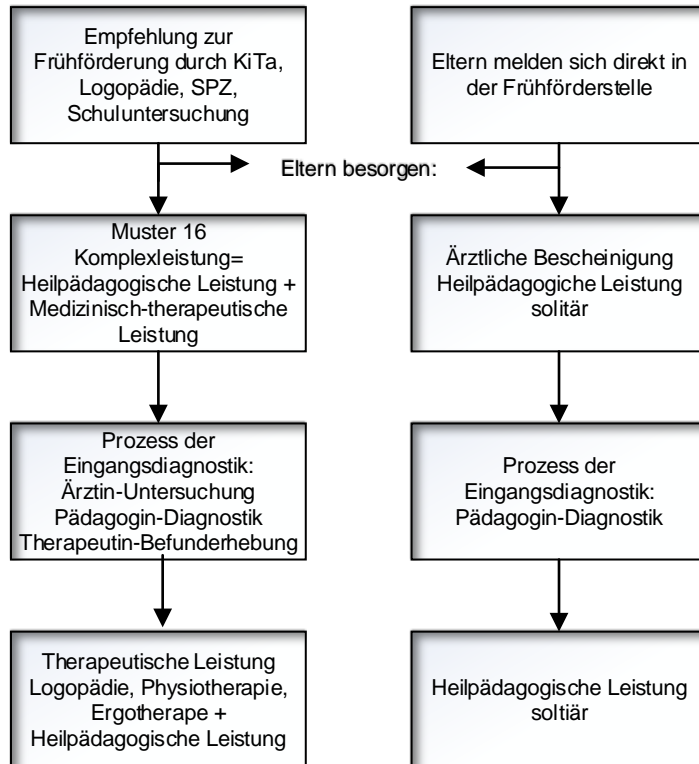 Empfehlung zur
Frühförderung durch KiTa,
Logopädie, SPZ,
Schuluntersuchung
Eltern melden sich direkt in
der Frühförderstelle
Eltern besorgen:
Muster 16
Komplexleistung=
Heilpädagogische Leistung +
Medizinisch-therapeutische
Leistung
Ärztliche Bescheinigung
Heilpädagogiche Leistung
solitär
Prozess der
Eingangsdiagnostik:
Ärztin-Untersuchung
Pädagogin-Diagnostik
Therapeutin-Befunderhebung
Prozess der
Eingangsdiagnostik:
Pädagogin-Diagnostik
Therapeutische Leistung
Logopädie, Physiotherapie,
Ergotherape +
Heilpädagogische Leistung
Heilpädagogische Leistung
soltiär